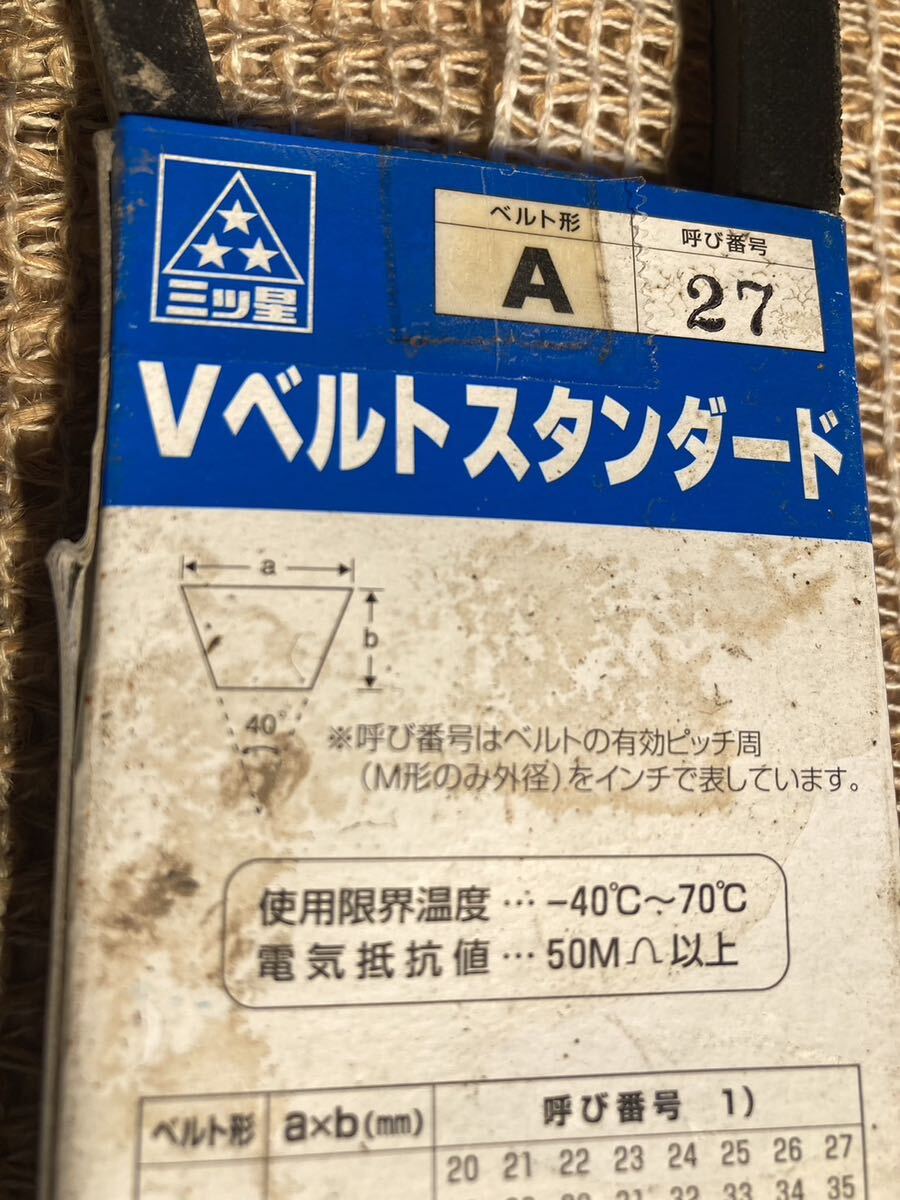 三ッ星
ベルト形
呼び番号
A
27
Vベルトスタンダード
a
b
40°
※呼び番号はベルトの有効ピッチ周
(M形のみ外径)をインチで表しています。
使用限界温度…-40℃～70℃
電気抵抗値…50MΩ以上
ベルト形
a×b(mm)
呼び番号 1)
20 21 22 23 24 25 26 27
33 34 35